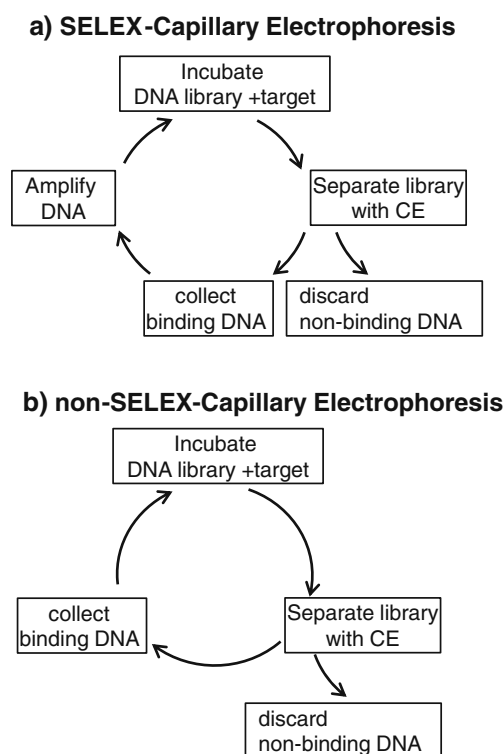 a) SELEX-Capillary Electrophoresis
Incubate
DNA library +target
Amplify
DNA
Separate library
with CE
collect
binding DNA
discard
non-binding DNA
b) non-SELEX-Capillary Electrophoresis
Incubate
DNA library +target
collect
binding DNA
Separate library
with CE
discard
non-binding DNA